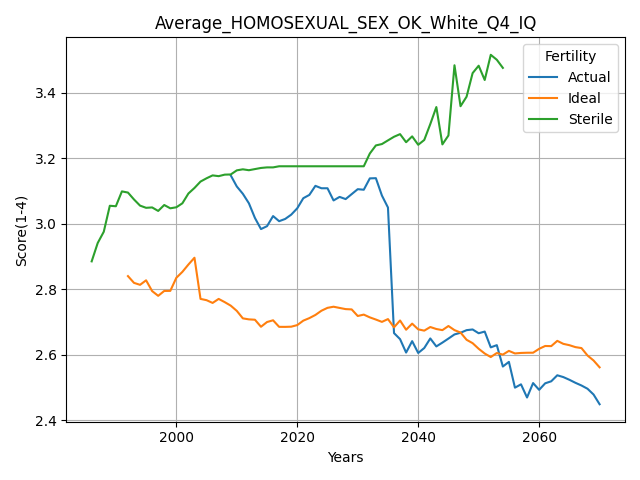 Average_HOMOSEXUAL_SEX_OK_White_Q4_IQ
Fertility
Actual
Ideal
Sterile
Score(1-4)
3.4
3.2
3.0
2.8
2.6
2.4
2000
2020
2040
2060
Years